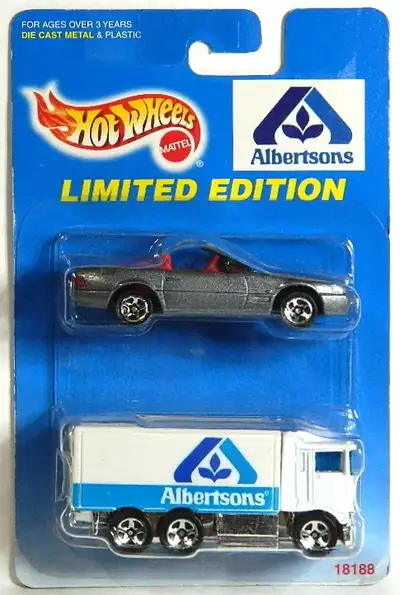 FOR AGES OVER 3 YEARS
DIE CAST METAL & PLASTIC
HOT WHEELS
MATTEL
®
Albertsons
LIMITED EDITION
Albertsons®
18188